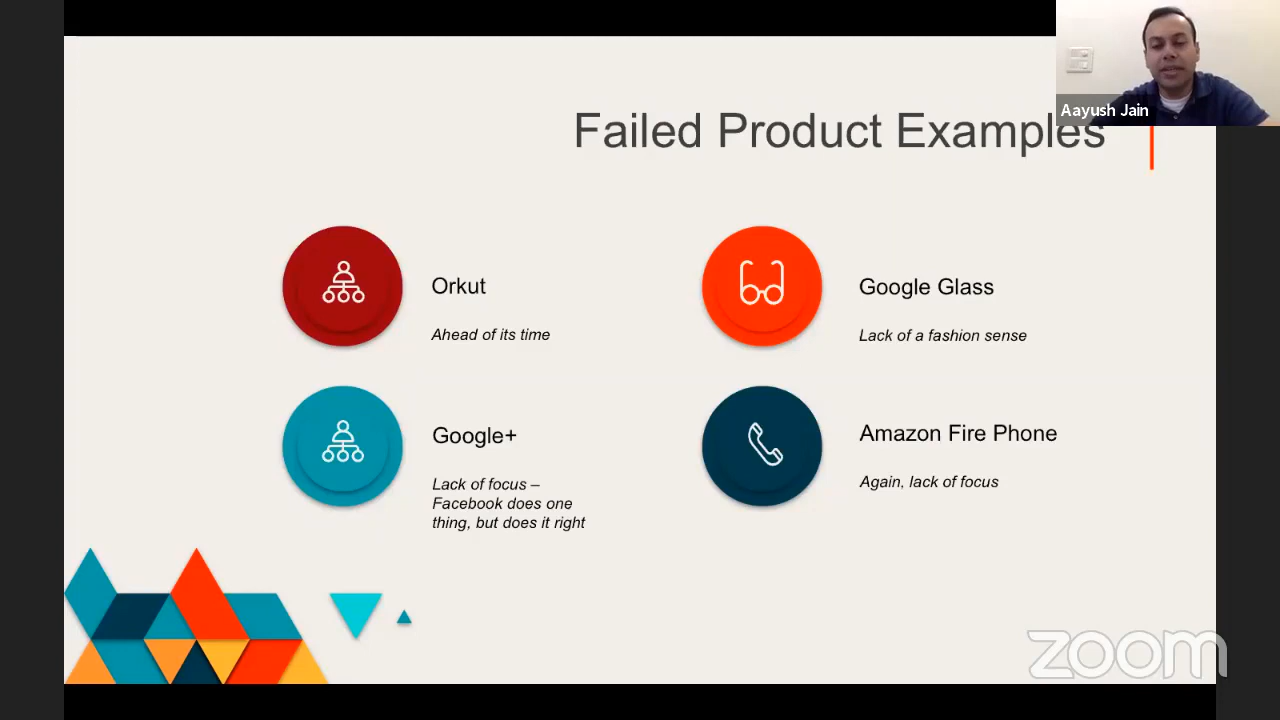 Aayush Jain
Failed Product Examples
Orkut
Ahead of its time
Google Glass
Lack of a fashion sense
Google+
Lack of focus –
Facebook does one
thing, but does it right
Amazon Fire Phone
Again, lack of focus
zoom